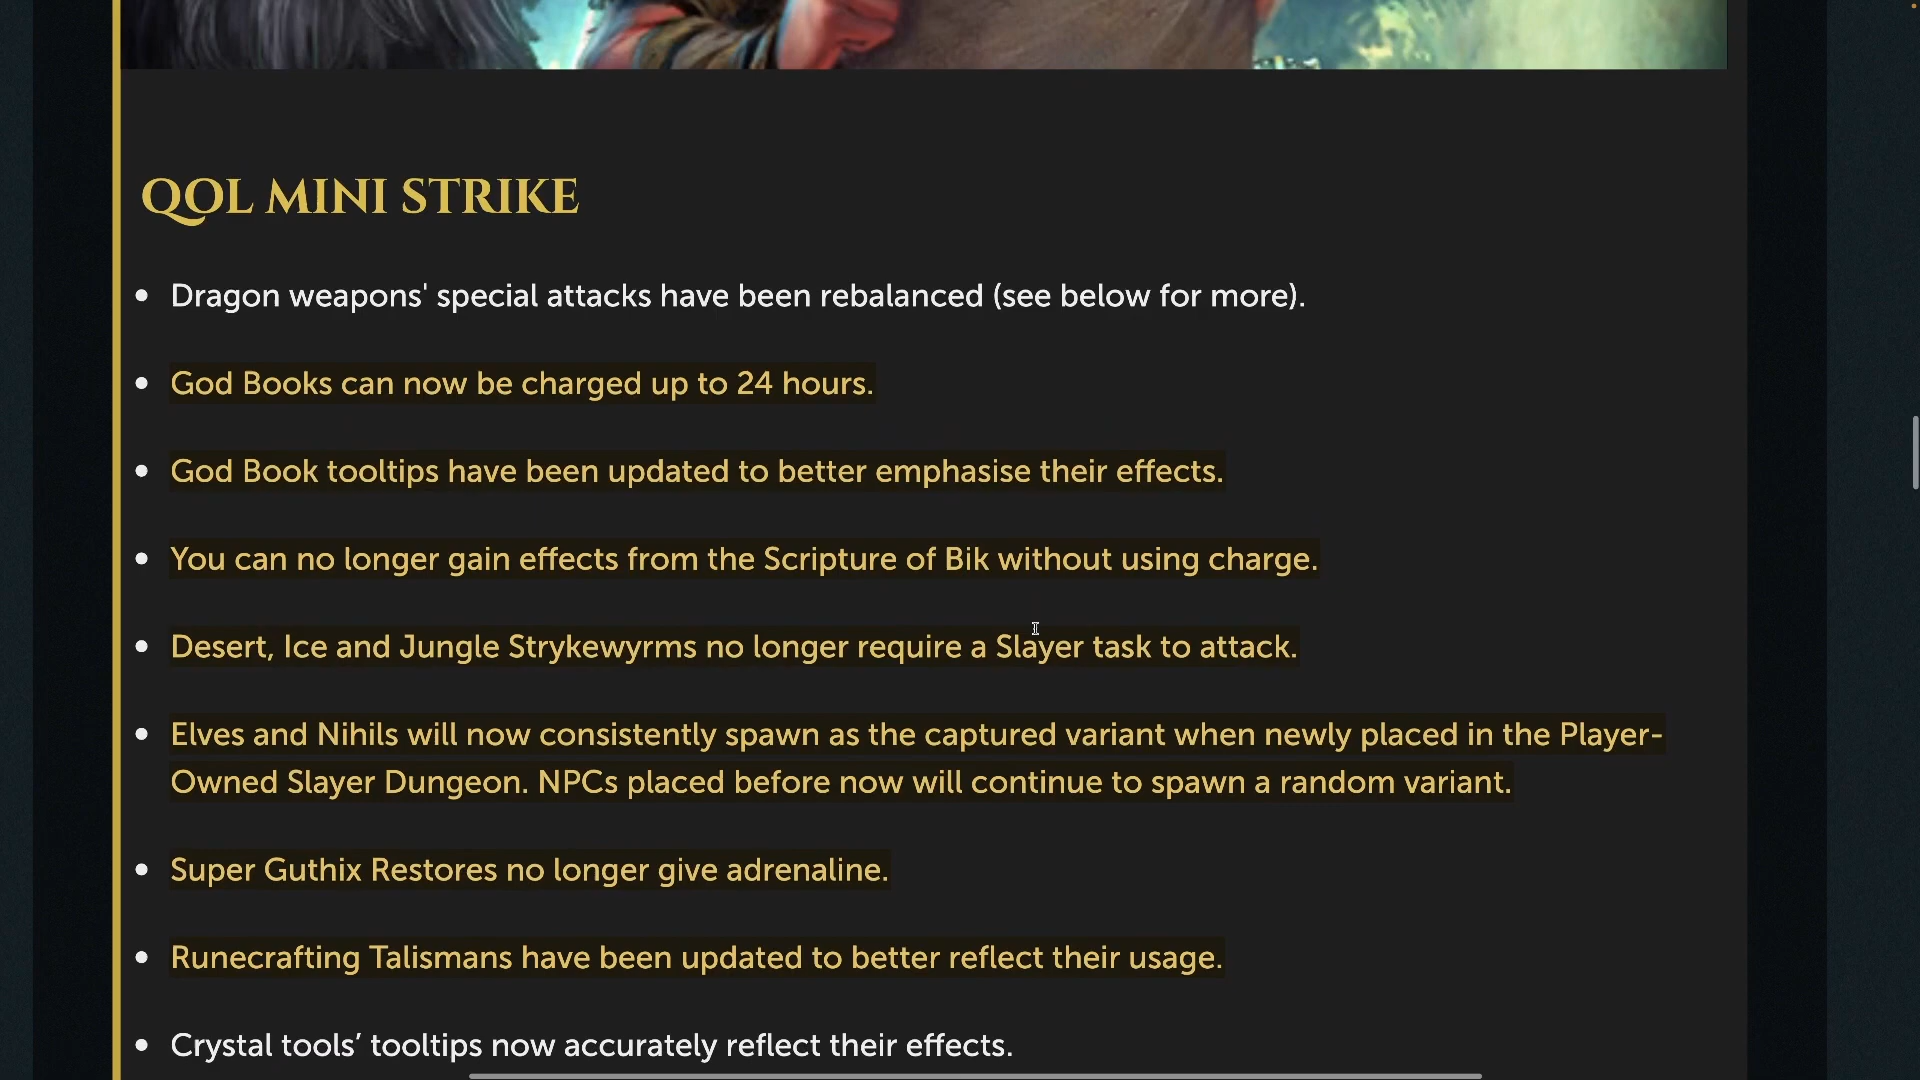 QOL MINI STRIKE
• Dragon weapons' special attacks have been rebalanced (see below for more).
• God Books can now be charged up to 24 hours.
• God Book tooltips have been updated to better emphasise their effects.
• You can no longer gain effects from the Scripture of Bik without using charge.
• Desert, Ice and Jungle Strykewyrms no longer require a Slayer task to attack.
• Elves and Nihils will now consistently spawn as the captured variant when newly placed in the Player-
Owned Slayer Dungeon. NPCs placed before now will continue to spawn a random variant.
• Super Guthix Restores no longer give adrenaline.
• Runecrafting Talismans have been updated to better reflect their usage.
• Crystal tools’ tooltips now accurately reflect their effects.